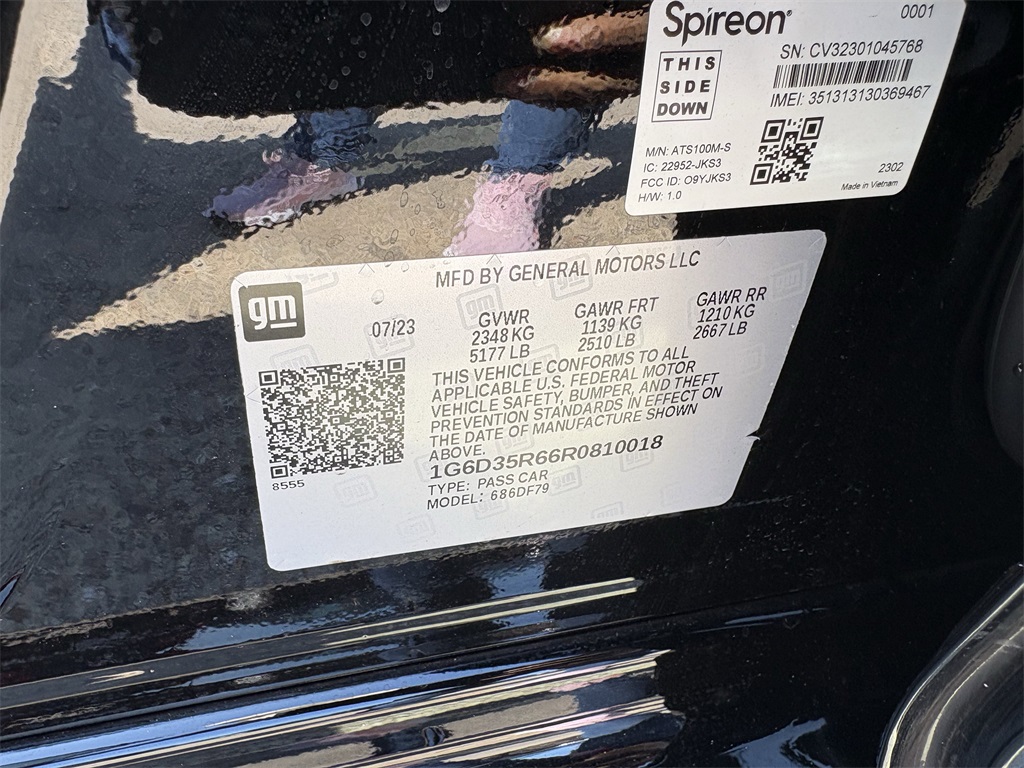 Spireon®
0001
SN: CV32301045768
THIS
SIDE
DOWN
IMEI: 351313130369467
M/N: ATS100M-S
IC: 22952-JKS3
FCC ID: O9YJKS3
H/W: 1.0
2302
Made in Vietnam
MFD BY GENERAL MOTORS LLC
gm
07/23
GVWR
2348 KG
5177 LB
GAWR FRT
1139 KG
2510 LB
GAWR RR
1210 KG
2667 LB
THIS VEHICLE CONFORMS TO ALL
APPLICABLE U.S. FEDERAL MOTOR
VEHICLE SAFETY, BUMPER, AND THEFT
PREVENTION STANDARDS IN EFFECT ON
THE DATE OF MANUFACTURE SHOWN
ABOVE.
1G6D35R66R0810018
TYPE: PASS CAR
MODEL: 686DF79
8555